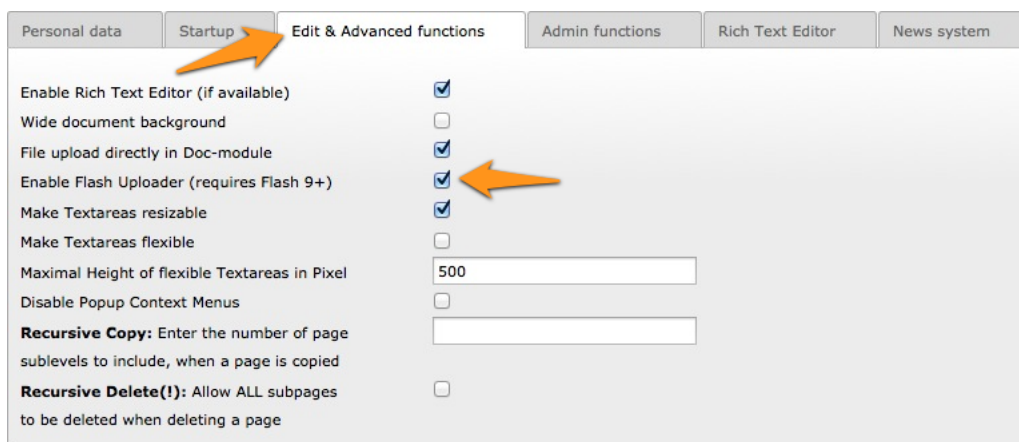 Personal data Startup Edit & Advanced functions Admin functions Rich Text Editor News system
Enable Rich Text Editor (if available)
Wide document background
File upload directly in Doc-module
Enable Flash Uploader (requires Flash 9+)
Make Textareas resizable
Make Textareas flexible
Maximal Height of flexible Textareas in Pixel 500
Disable Popup Context Menus
Recursive Copy: Enter the number of page
sublevels to include, when a page is copied
Recursive Delete(!): Allow ALL subpages
to be deleted when deleting a page